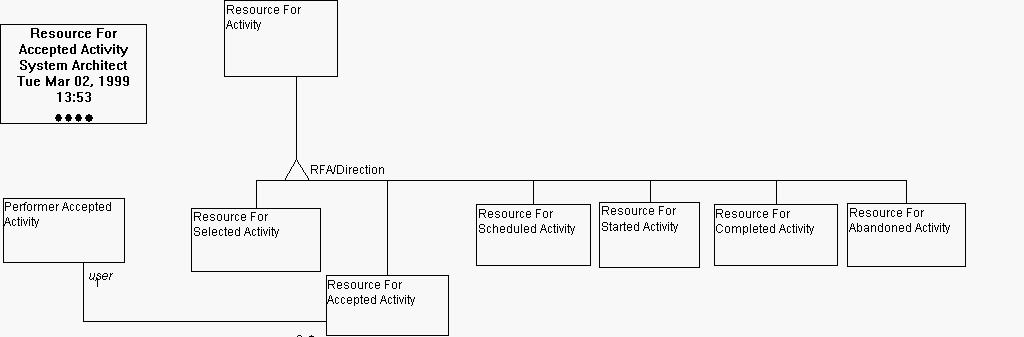 Resource For
Activity
Resource For
Accepted Activity
System Architect
Tue Mar 02, 1999
13:53
RFA/Direction
Performer Accepted
Activity
Resource For
Selected Activity
Resource For
Scheduled Activity
Resource For
Started Activity
Resource For
Completed Activity
Resource For
Abandoned Activity
user
1
Resource For
Accepted Activity